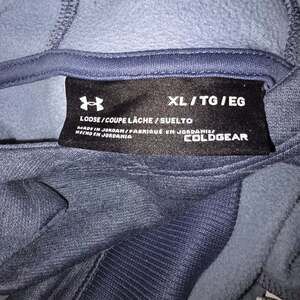 XL / TG / EG
LOOSE / COUPE LÂCHE / SUELTO
MADE IN JORDAN / FABRIQUÉ EN JORDANIE /
HECHO EN JORDANIA
COLDGEAR